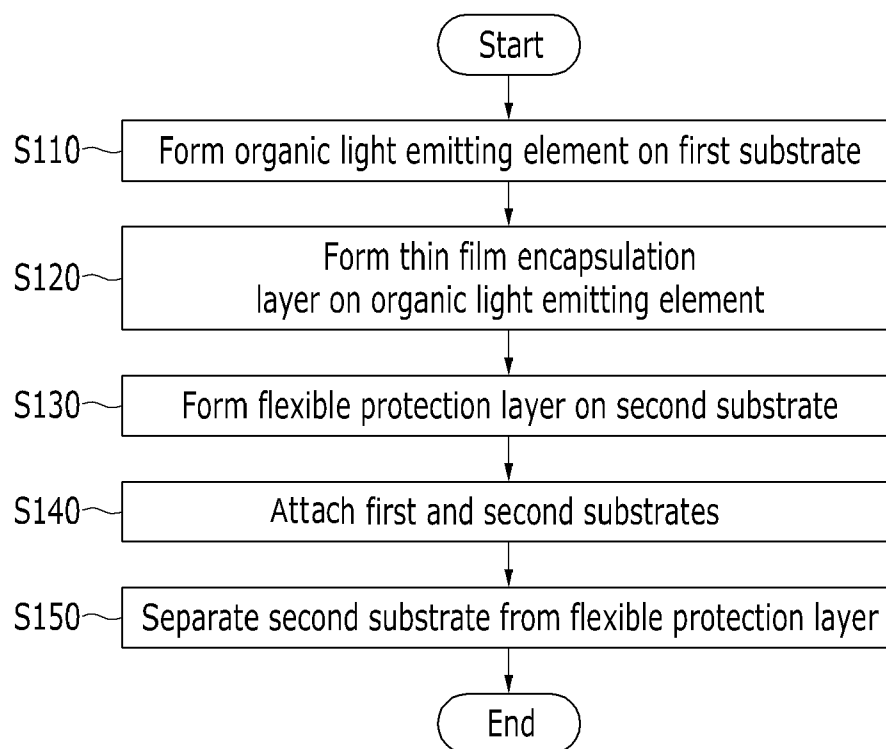 Start
S110
Form organic light emitting element on first substrate
S120
Form thin film encapsulation
layer on organic light emitting element
S130
Form flexible protection layer on second substrate
S140
Attach first and second substrates
S150
Separate second substrate from flexible protection layer
End